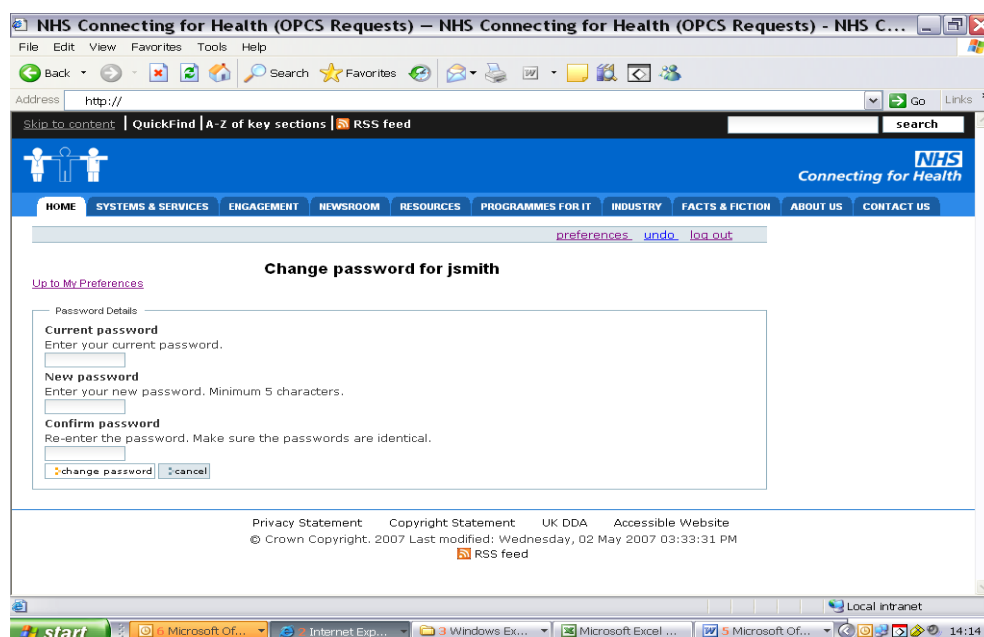 NHS Connecting for Health (OPCS Requests) — NHS Connecting for Health (OPCS Requests) - NHS C...
File Edit View Favorites Tools Help
Back Search Favorites
Address http:// Go Links
Skip to content | QuickFind | A-Z of key sections | RSS feed search
NHS
Connecting for Health
HOME SYSTEMS & SERVICES ENGAGEMENT NEWSROOM RESOURCES PROGRAMMES FOR IT INDUSTRY FACTS & FICTION ABOUT US CONTACT US
preferences undo log out
Change password for jsmith
Up to My Preferences
Password Details
Current password
Enter your current password.
New password
Enter your new password. Minimum 5 characters.
Confirm password
Re-enter the password. Make sure the passwords are identical.
change password cancel
Privacy Statement Copyright Statement UK DDA Accessible Website
© Crown Copyright. 2007 Last modified: Wednesday, 02 May 2007 03:33:31 PM
RSS feed
Local intranet
start 6 Microsoft Of... 2 Internet Exp... 3 Windows Ex... Microsoft Excel ... 5 Microsoft Of... 14:14